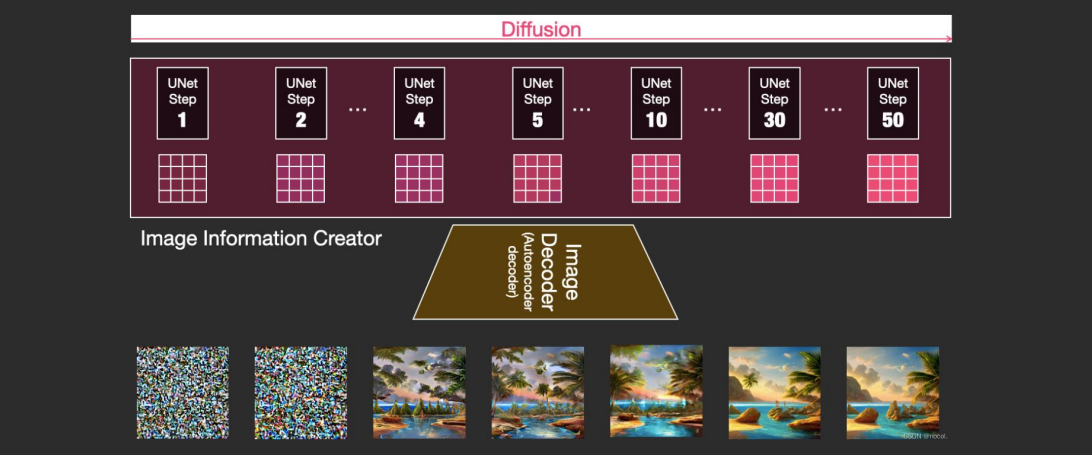 Diffusion
UNet
Step
1
UNet
Step
2
...
UNet
Step
4
UNet
Step
5
...
UNet
Step
10
...
UNet
Step
30
...
UNet
Step
50
Image Information Creator
Image
Decoder
(Autoencoder
decoder)